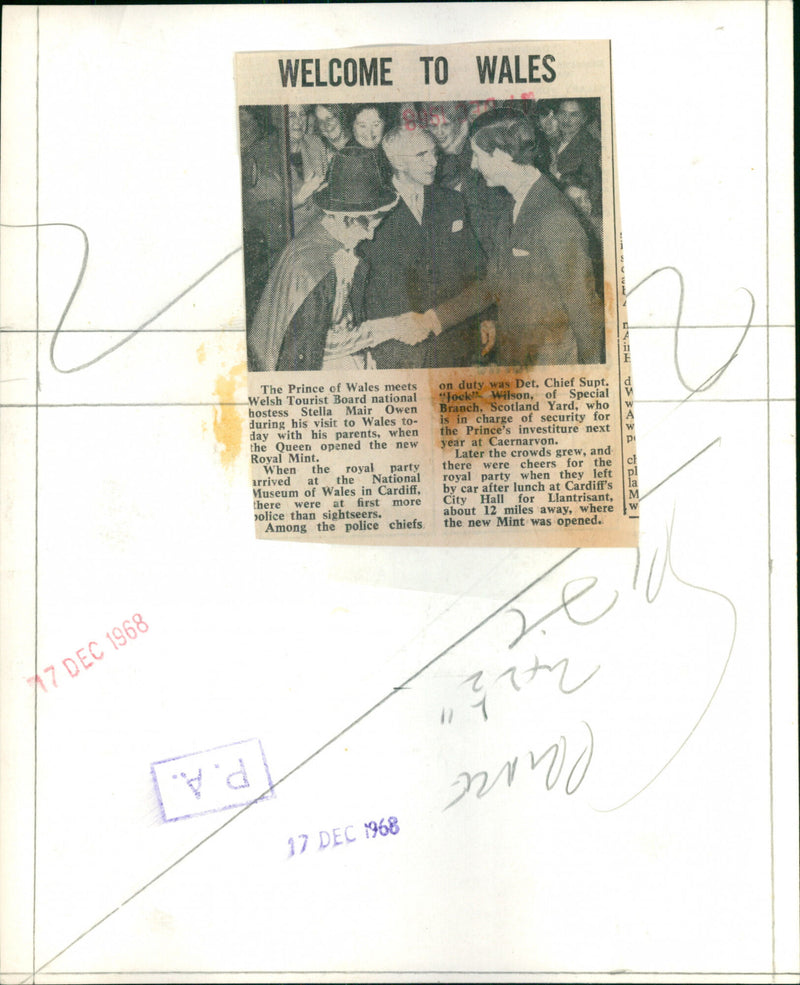 WELCOME TO WALES
The Prince of Wales meets
Welsh Tourist Board national
hostess Stella Mair Owen
during his visit to Wales to-
day with his parents, when
the Queen opened the new
Royal Mint.
When the royal party
arrived at the National
Museum of Wales in Cardiff,
there were at first more
police than sightseers.
Among the police chiefs
on duty was Det. Chief Supt.
"Jock" Wilson, of Special
Branch, Scotland Yard, who
is in charge of security for
the Prince's investiture next
year at Caernarvon.
Later the crowds grew, and
there were cheers for the
royal party when they left
by car after lunch at Cardiff's
City Hall for Llantrisant,
about 12 miles away, where
the new Mint was opened.
17 DEC 1968
P.A.
17 DEC 1968